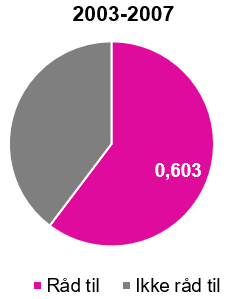 2003-2007
0,603
Råd til
Ikke råd til